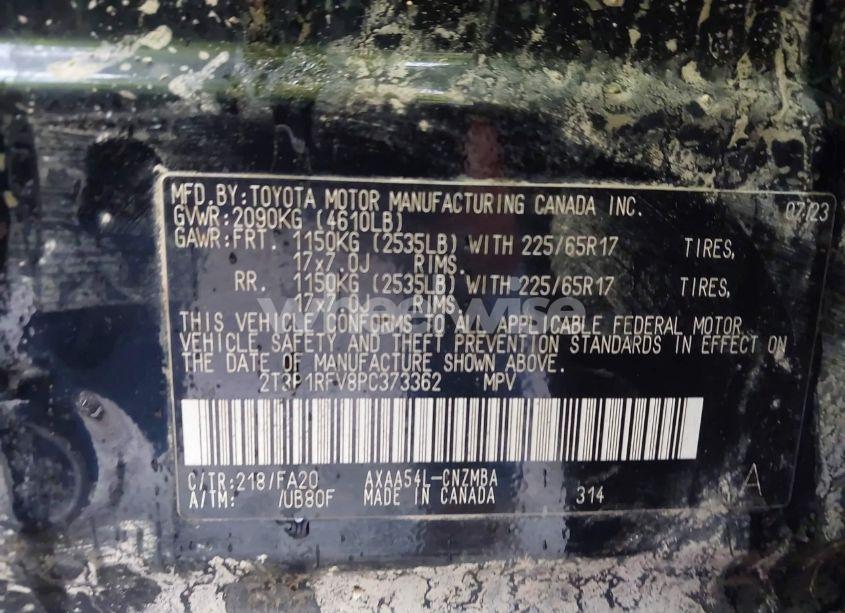 MFD.BY:TOYOTA MOTOR MANUFACTURING CANADA INC. 07/23
GVWR:2090KG (4610LB)
GAWR:FRT. 1150KG (2535LB) WITH 225/65R17 TIRES,
17x7.0J RIMS.
RR. 1150KG (2535LB) WITH 225/65R17 TIRES,
17x7.0J RIMS.
THIS VEHICLE CONFORMS TO ALL APPLICABLE FEDERAL MOTOR
VEHICLE SAFETY AND THEFT PREVENTION STANDARDS IN EFFECT ON
THE DATE OF MANUFACTURE SHOWN ABOVE.
2T3P1RFV8PC373362 MPV
C/TR:218/FA20 AXAA54L-CNZMBA
A/TM: /UB80F MADE IN CANADA 314 A